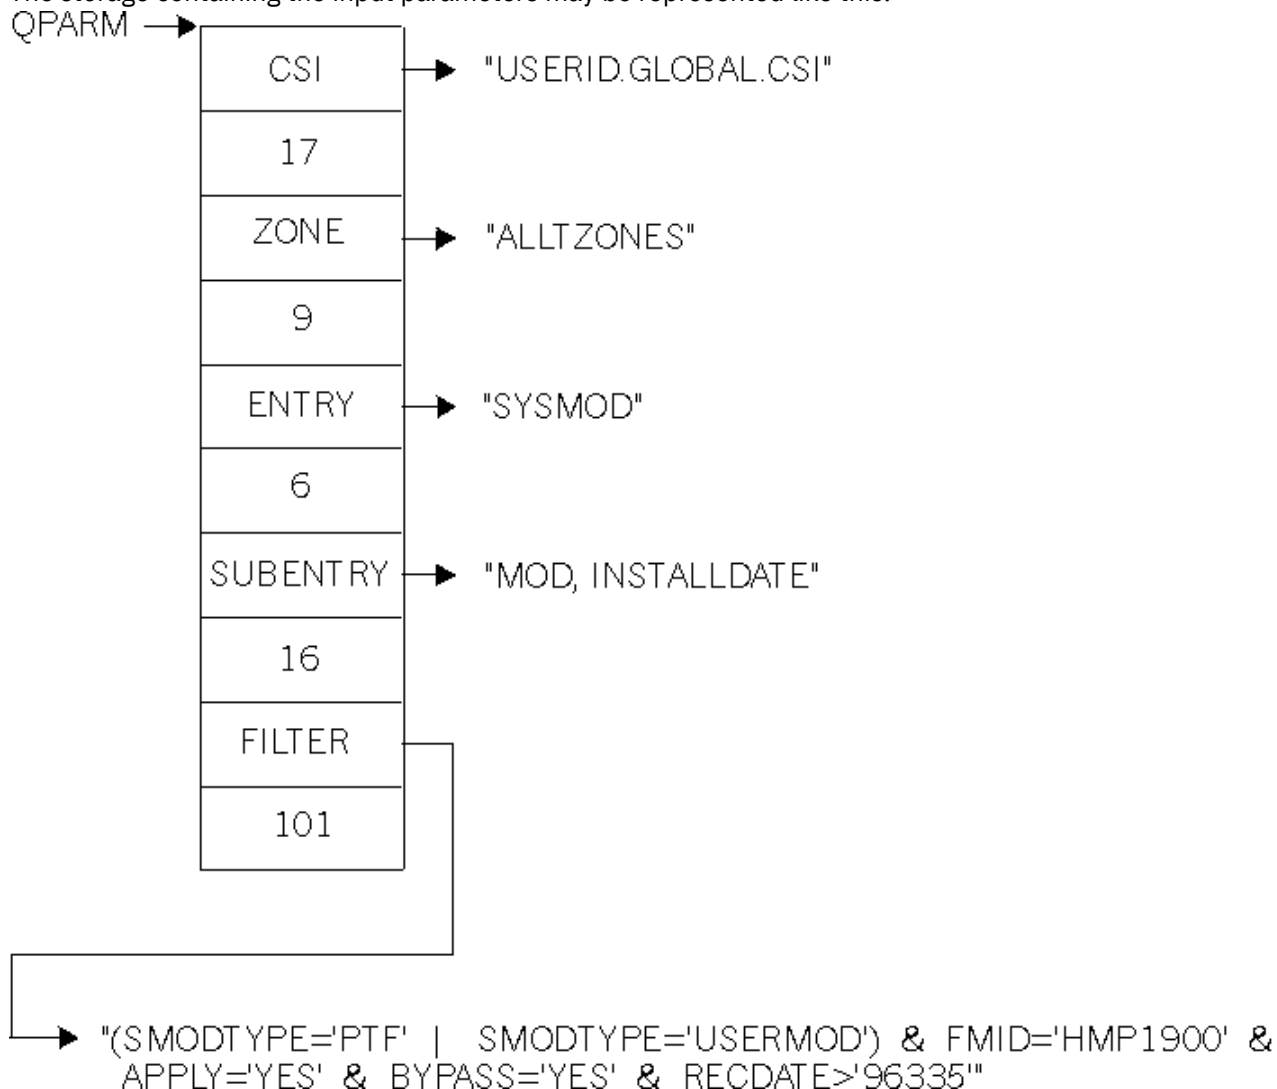 The storage containing the input parameters may be represented like this:
QPARM
CSI "USERID.GLOBAL.CSI"
17
ZONE "ALLTZONES"
9
ENTRY "SYSMOD"
6
SUBENTRY "MOD, INSTALLDATE"
16
FILTER
101
"(SMODTYPE='PTF' | SMODTYPE='USERMOD') & FMID='HMP1900' &
APPLY='YES' & BYPASS='YES' & RECDATE>'96335'"